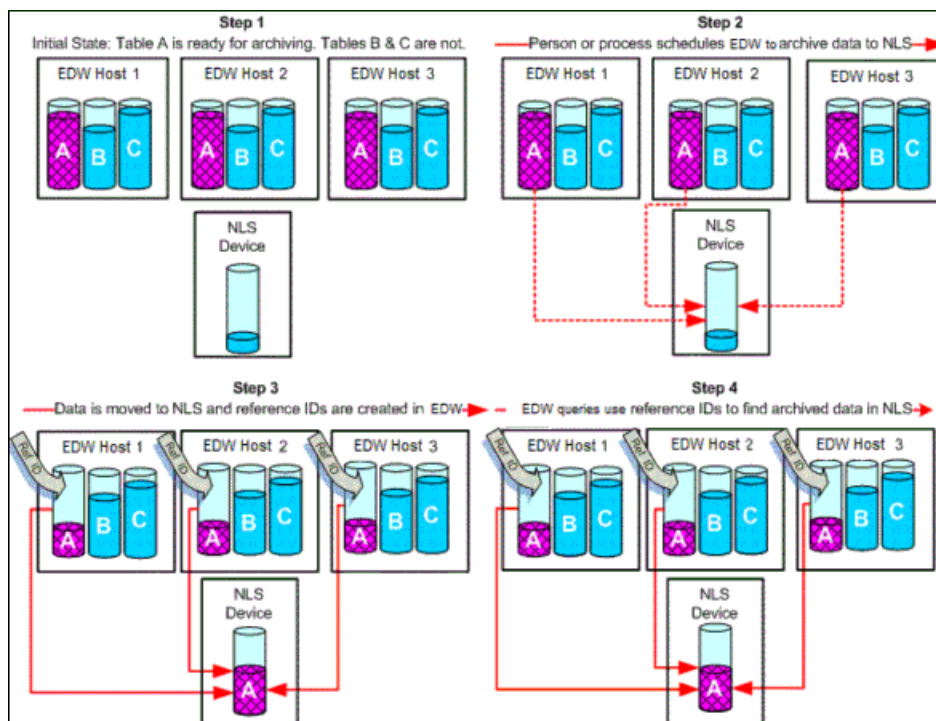 Step 1
Initial State: Table A is ready for archiving. Tables B & C are not.
EDW Host 1
EDW Host 2
EDW Host 3
A
B
C
A
B
C
A
B
C
NLS
Device
Step 2
Person or process schedules EDW to archive data to NLS
EDW Host 1
EDW Host 2
EDW Host 3
A
B
C
A
B
C
A
B
C
NLS
Device
Step 3
Data is moved to NLS and reference IDs are created in EDW
EDW Host 1
EDW Host 2
EDW Host 3
Ref ID
A
B
C
Ref ID
A
B
C
Ref ID
A
B
C
NLS
Device
A
Step 4
EDW queries use reference IDs to find archived data in NLS
EDW Host 1
EDW Host 2
EDW Host 3
Ref ID
A
B
C
Ref ID
A
B
C
Ref ID
A
B
C
NLS
Device
A